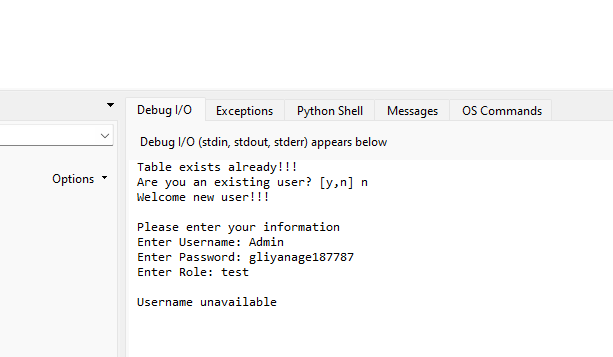 Debug I/O Exceptions Python Shell Messages OS Commands
Debug I/O (stdin, stdout, stderr) appears below
Options
Table exists already!!!
Are you an existing user? [y,n] n
Welcome new user!!!
Please enter your information
Enter Username: Admin
Enter Password: gliyanage187787
Enter Role: test
Username unavailable